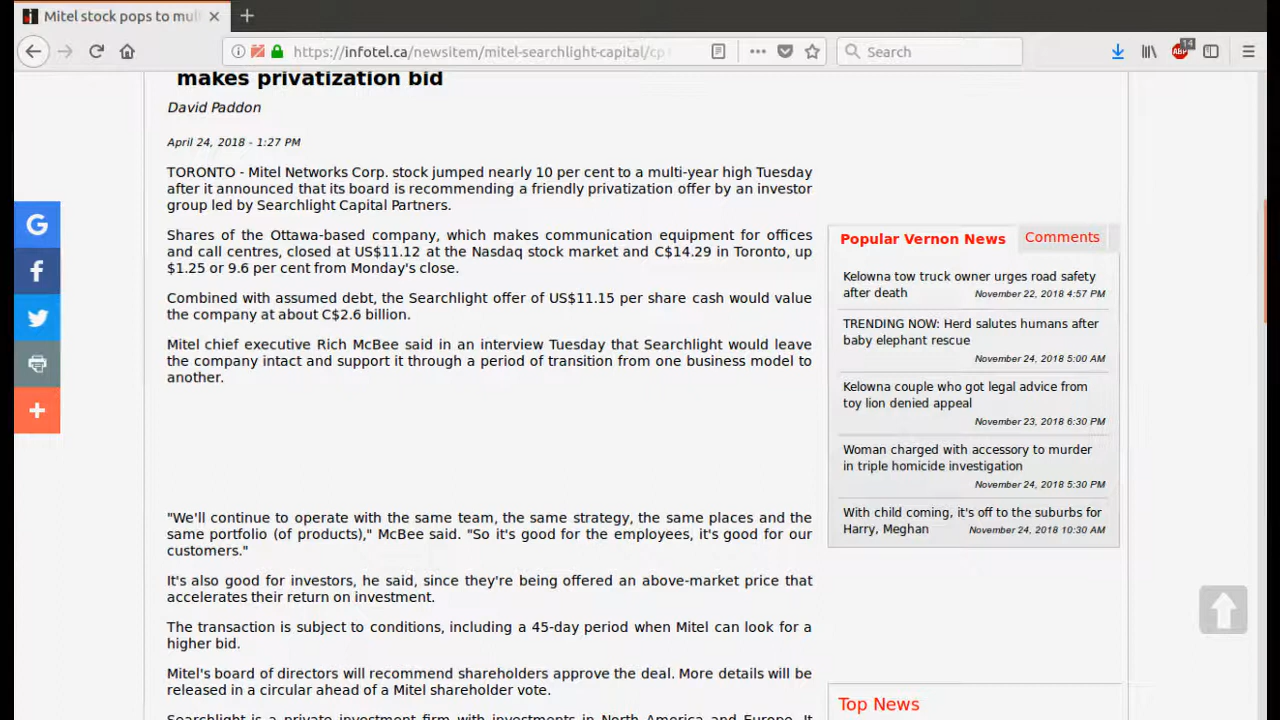 Mitel stock pops to mul
https://infotel.ca/newsitem/mitel-searchlight-capital/cp
Search
14
ABP
makes privatization bid
David Paddon
April 24, 2018 - 1:27 PM
TORONTO - Mitel Networks Corp. stock jumped nearly 10 per cent to a multi-year high Tuesday
after it announced that its board is recommending a friendly privatization offer by an investor
group led by Searchlight Capital Partners.
Shares of the Ottawa-based company, which makes communication equipment for offices
and call centres, closed at US$11.12 at the Nasdaq stock market and C$14.29 in Toronto, up
$1.25 or 9.6 per cent from Monday's close.
Combined with assumed debt, the Searchlight offer of US$11.15 per share cash would value
the company at about C$2.6 billion.
Mitel chief executive Rich McBee said in an interview Tuesday that Searchlight would leave
the company intact and support it through a period of transition from one business model to
another.
"We'll continue to operate with the same team, the same strategy, the same places and the
same portfolio (of products)," McBee said. "So it's good for the employees, it's good for our
customers."
It's also good for investors, he said, since they're being offered an above-market price that
accelerates their return on investment.
The transaction is subject to conditions, including a 45-day period when Mitel can look for a
higher bid.
Mitel's board of directors will recommend shareholders approve the deal. More details will be
released in a circular ahead of a Mitel shareholder vote.
Searchlight is a private investment firm with investments in North America and Europe. It
Popular Vernon News
Comments
Kelowna tow truck owner urges road safety
after death November 22, 2018 4:57 PM
TRENDING NOW: Herd salutes humans after
baby elephant rescue
November 24, 2018 5:00 AM
Kelowna couple who got legal advice from
toy lion denied appeal
November 23, 2018 6:30 PM
Woman charged with accessory to murder
in triple homicide investigation
November 24, 2018 5:30 PM
With child coming, it's off to the suburbs for
Harry, Meghan November 24, 2018 10:30 AM
Top News